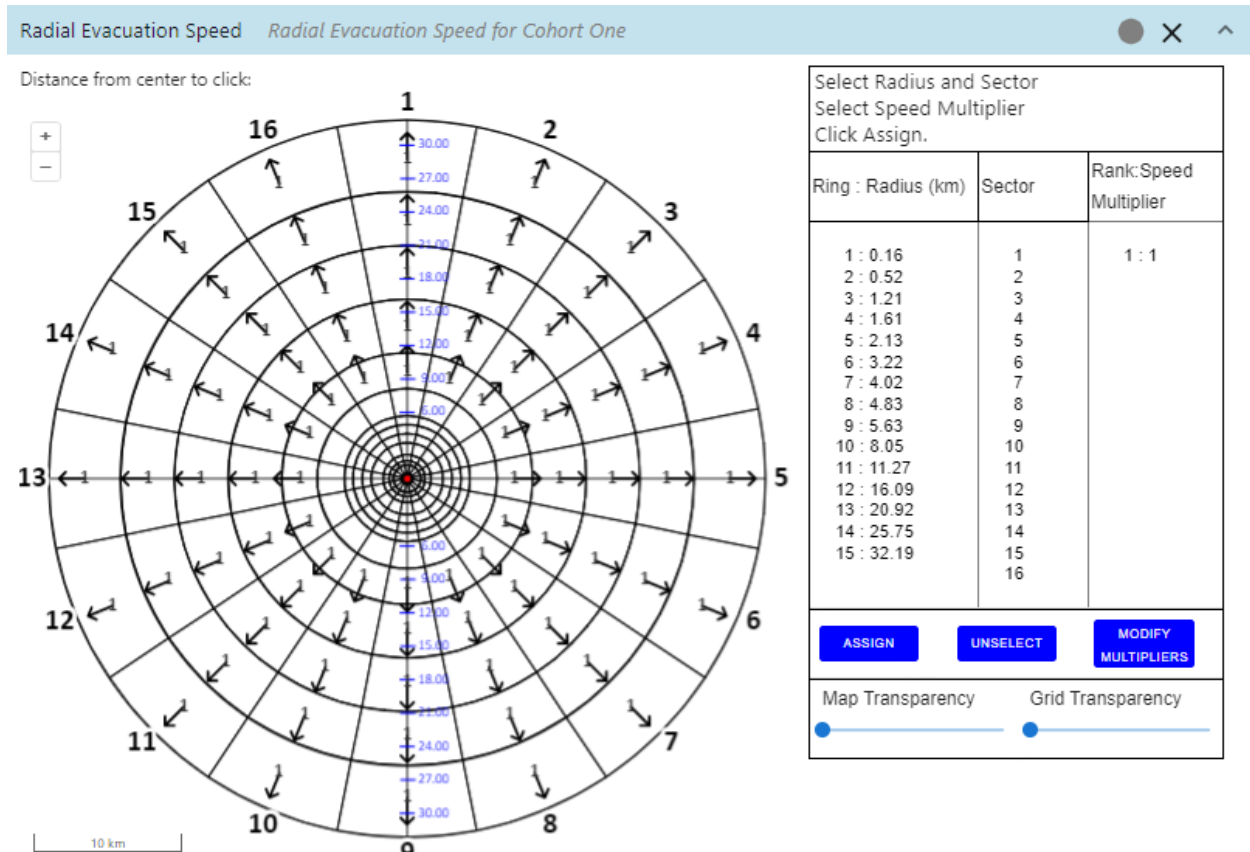 Radial Evacuation Speed Radial Evacuation Speed for Cohort One
Distance from center to click:
+
−
1
2
3
4
5
6
7
8
9
10
11
12
13
14
15
16
30.00
27.00
24.00
21.00
18.00
15.00
12.00
9.00
6.00
6.00
9.00
12.00
15.00
18.00
21.00
24.00
27.00
30.00
10 km
Select Radius and Sector
Select Speed Multiplier
Click Assign.
Ring : Radius (km) Sector Rank:Speed Multiplier
1 : 0.16 1 1 : 1
2 : 0.52 2
3 : 1.21 3
4 : 1.61 4
5 : 2.13 5
6 : 3.22 6
7 : 4.02 7
8 : 4.83 8
9 : 5.63 9
10 : 8.05 10
11 : 11.27 11
12 : 16.09 12
13 : 20.92 13
14 : 25.75 14
15 : 32.19 15
16
ASSIGN UNSELECT MODIFY MULTIPLIERS
Map Transparency Grid Transparency